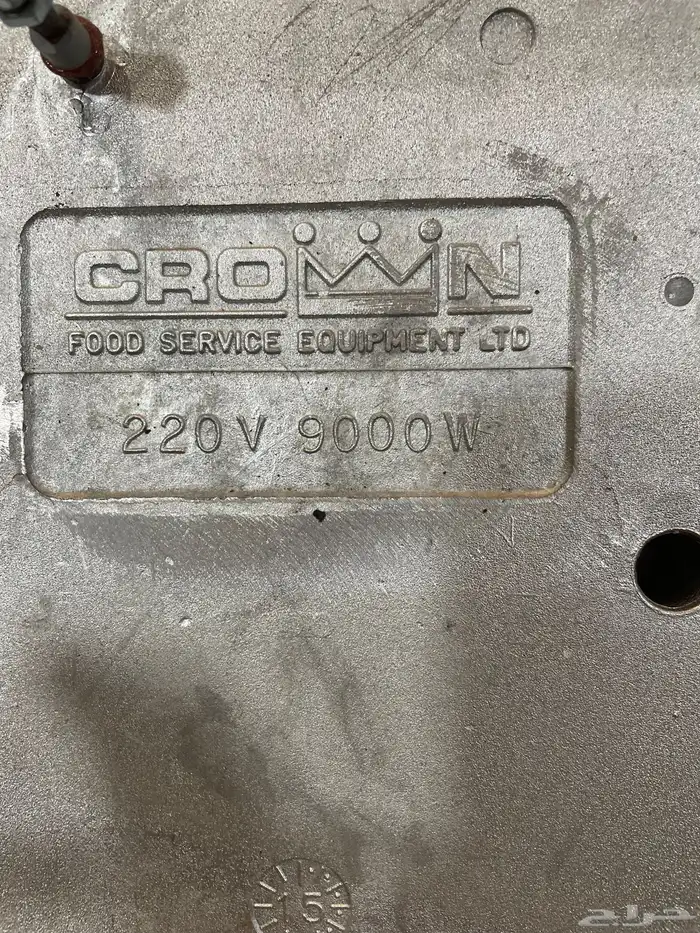 CROWN
FOOD SERVICE EQUIPMENT LTD
220V 9000W
15
حراج